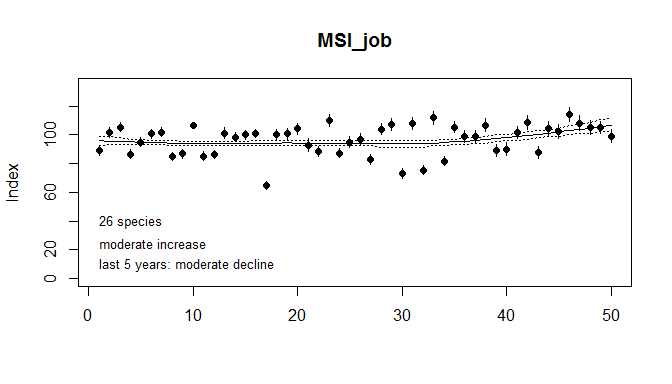 MSI_job
Index
100
60
20
0
26 species
moderate increase
last 5 years: moderate decline
0 10 20 30 40 50